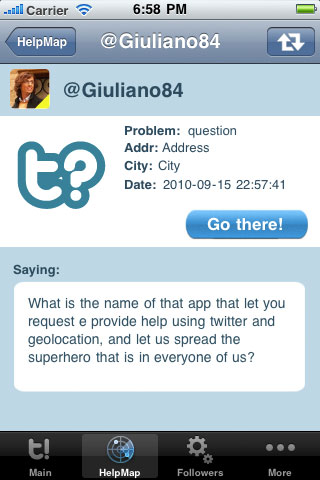 Carrier 6:58 PM
HelpMap @Giuliano84
@Giuliano84
t?
Problem: question
Addr: Address
City: City
Date: 2010-09-15 22:57:41
Go there!
Saying:
What is the name of that app that let you
request e provide help using twitter and
geolocation, and let us spread the
superhero that is in everyone of us?
t!
Main HelpMap Followers More